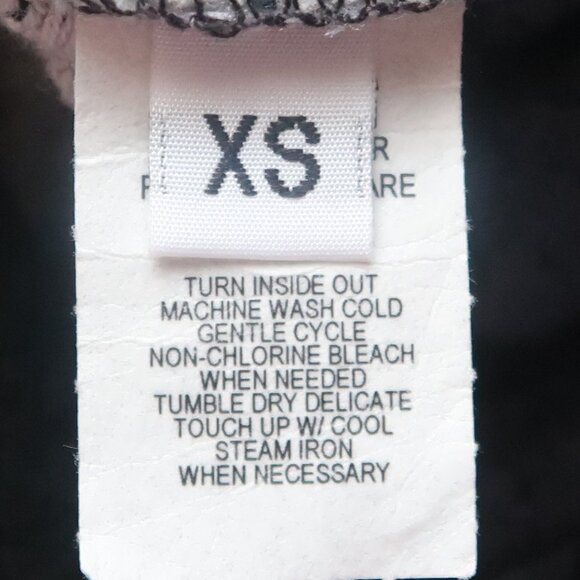 XS
TURN INSIDE OUT
MACHINE WASH COLD
GENTLE CYCLE
NON-CHLORINE BLEACH
WHEN NEEDED
TUMBLE DRY DELICATE
TOUCH UP W/ COOL
STEAM IRON
WHEN NECESSARY